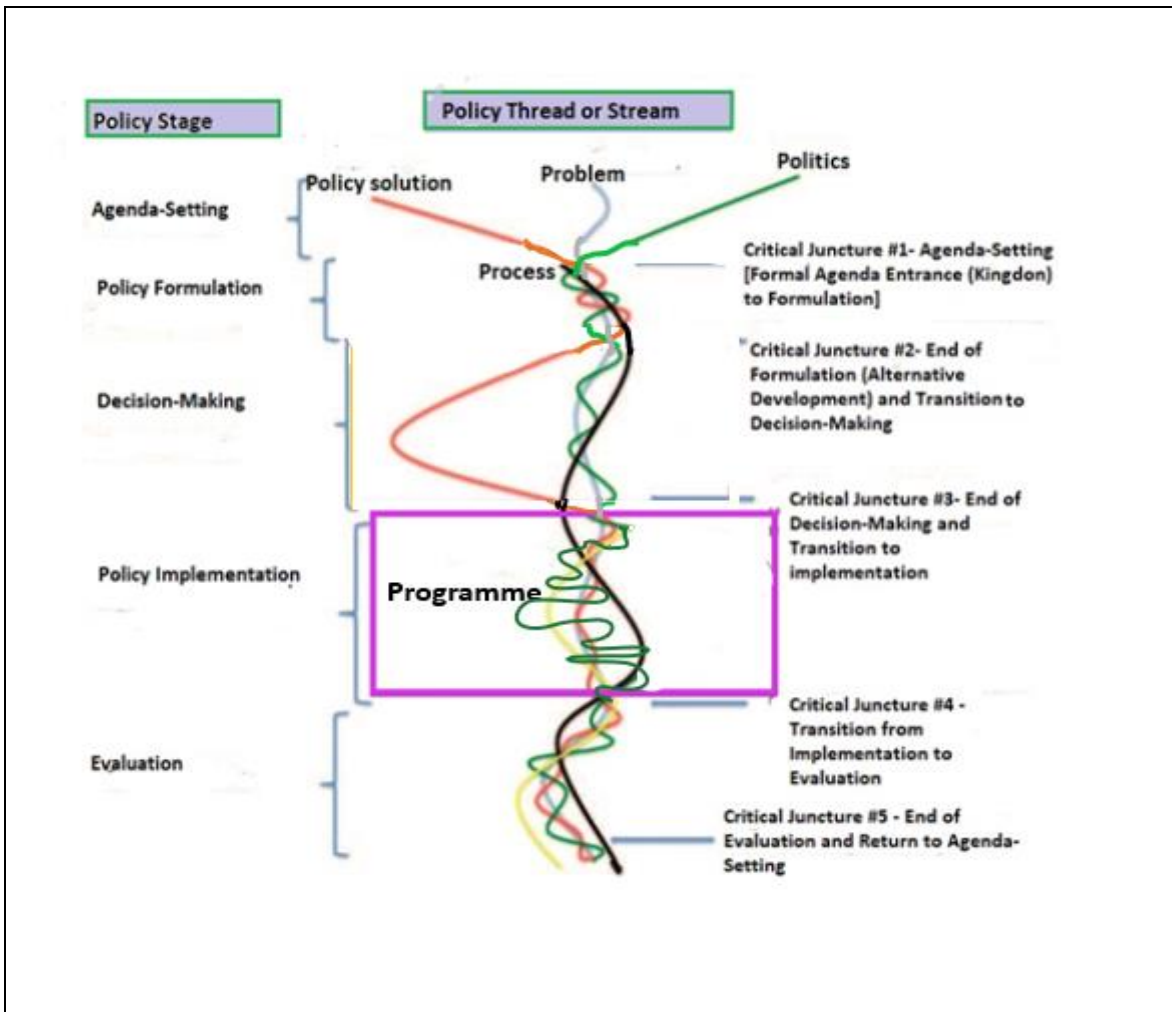 Policy Stage
Policy Thread or Stream
Policy solution
Problem
Politics
Agenda-Setting
Critical Juncture #1- Agenda-Setting
[Formal Agenda Entrance (Kingdon)
to Formulation]
Process
Policy Formulation
Critical Juncture #2- End of
Formulation (Alternative
Development) and Transition to
Decision-Making
Decision-Making
Critical Juncture #3- End of
Decision-Making and
Transition to
implementation
Policy Implementation
Programme
Critical Juncture #4 -
Transition from
Implementation to
Evaluation
Evaluation
Critical Juncture #5 - End of
Evaluation and Return to Agenda-
Setting